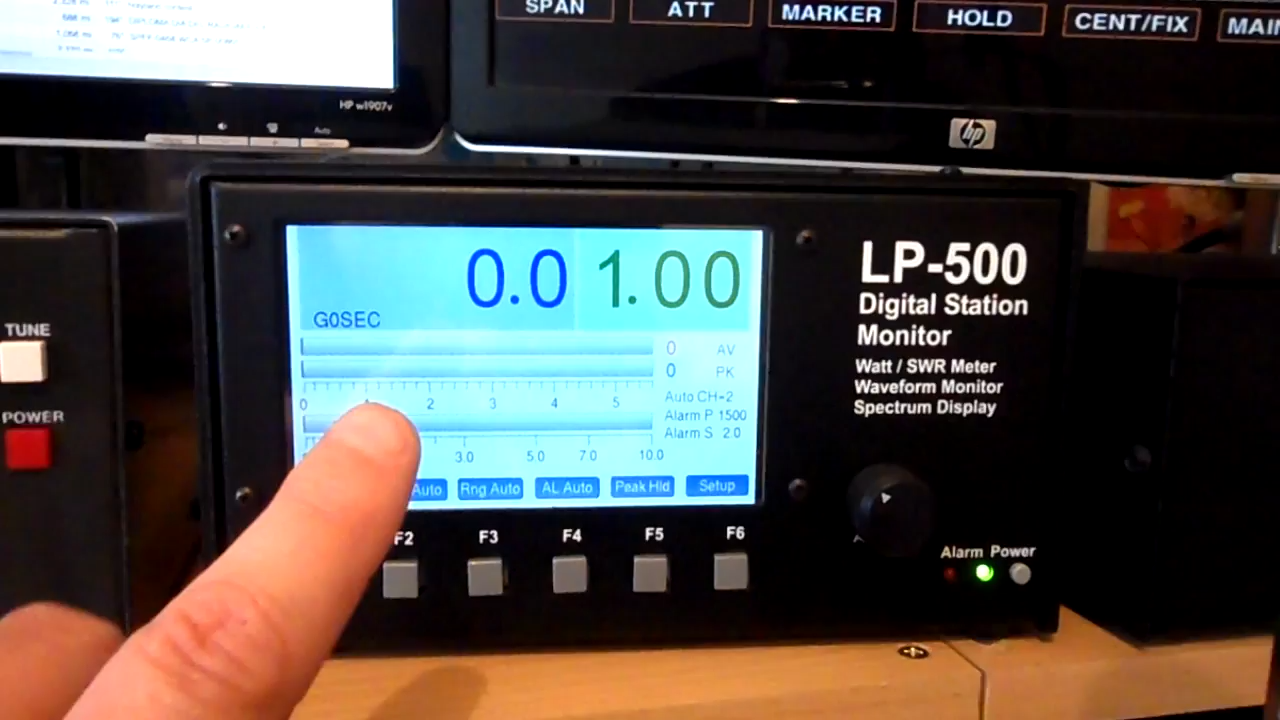 SPAN ATT MARKER HOLD CENT/FIX
HP w1907v
Auto
hp
LP-500
Digital Station
Monitor
Watt / SWR Meter
Waveform Monitor
Spectrum Display
0.0 1.00
G0SEC
0 AV
0 PK
0 2 3 4 5
Auto CH-2
Alarm P 1500
Alarm S 2.0
3.0 5.0 7.0 10.0
Auto Rng Auto AL Auto Peak Hld Setup
F2 F3 F4 F5 F6
Alarm Power
TUNE
POWER